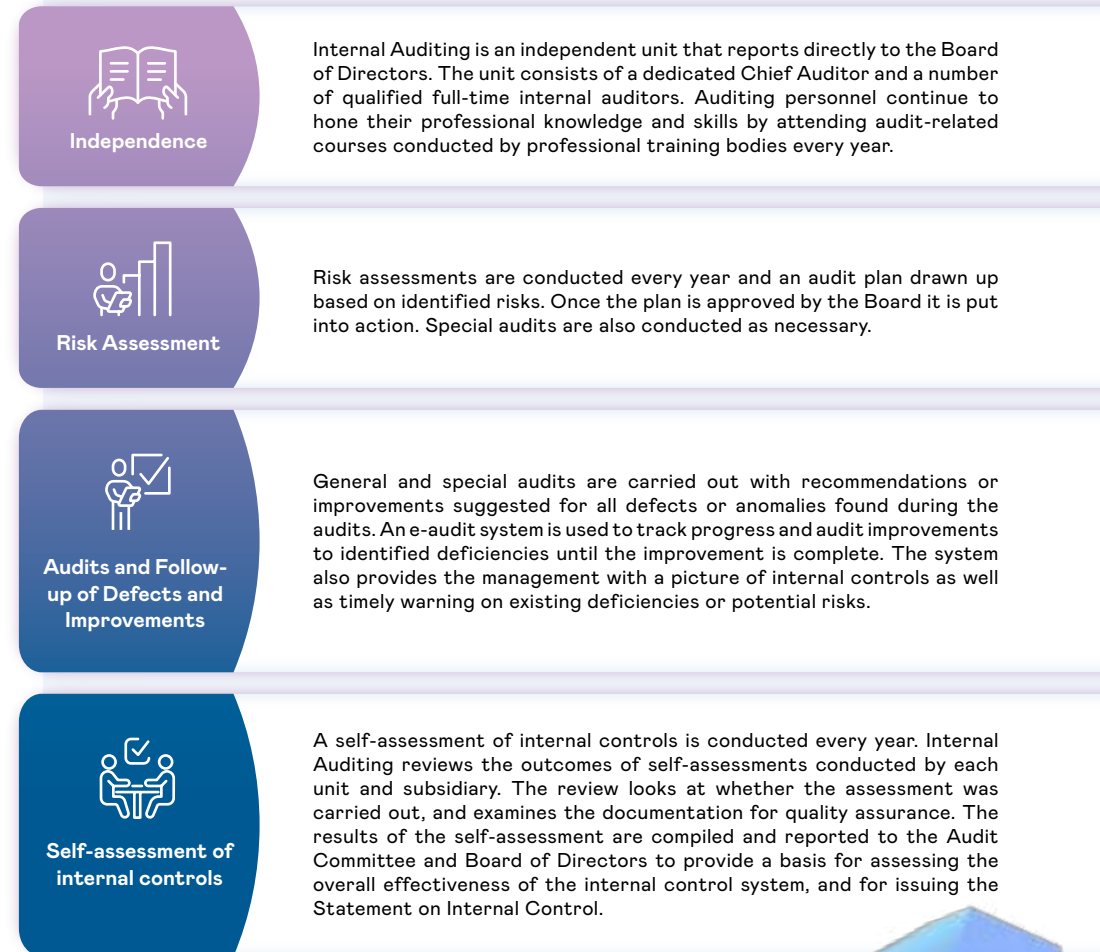 Independence
Internal Auditing is an independent unit that reports directly to the Board
of Directors. The unit consists of a dedicated Chief Auditor and a number
of qualified full-time internal auditors. Auditing personnel continue to
hone their professional knowledge and skills by attending audit-related
courses conducted by professional training bodies every year.
Risk Assessment
Risk assessments are conducted every year and an audit plan drawn up
based on identified risks. Once the plan is approved by the Board it is put
into action. Special audits are also conducted as necessary.
Audits and Follow-
up of Defects and
Improvements
General and special audits are carried out with recommendations or
improvements suggested for all defects or anomalies found during the
audits. An e-audit system is used to track progress and audit improvements
to identified deficiencies until the improvement is complete. The system
also provides the management with a picture of internal controls as well
as timely warning on existing deficiencies or potential risks.
Self-assessment of
internal controls
A self-assessment of internal controls is conducted every year. Internal
Auditing reviews the outcomes of self-assessments conducted by each
unit and subsidiary. The review looks at whether the assessment was
carried out, and examines the documentation for quality assurance. The
results of the self-assessment are compiled and reported to the Audit
Committee and Board of Directors to provide a basis for assessing the
overall effectiveness of the internal control system, and for issuing the
Statement on Internal Control.